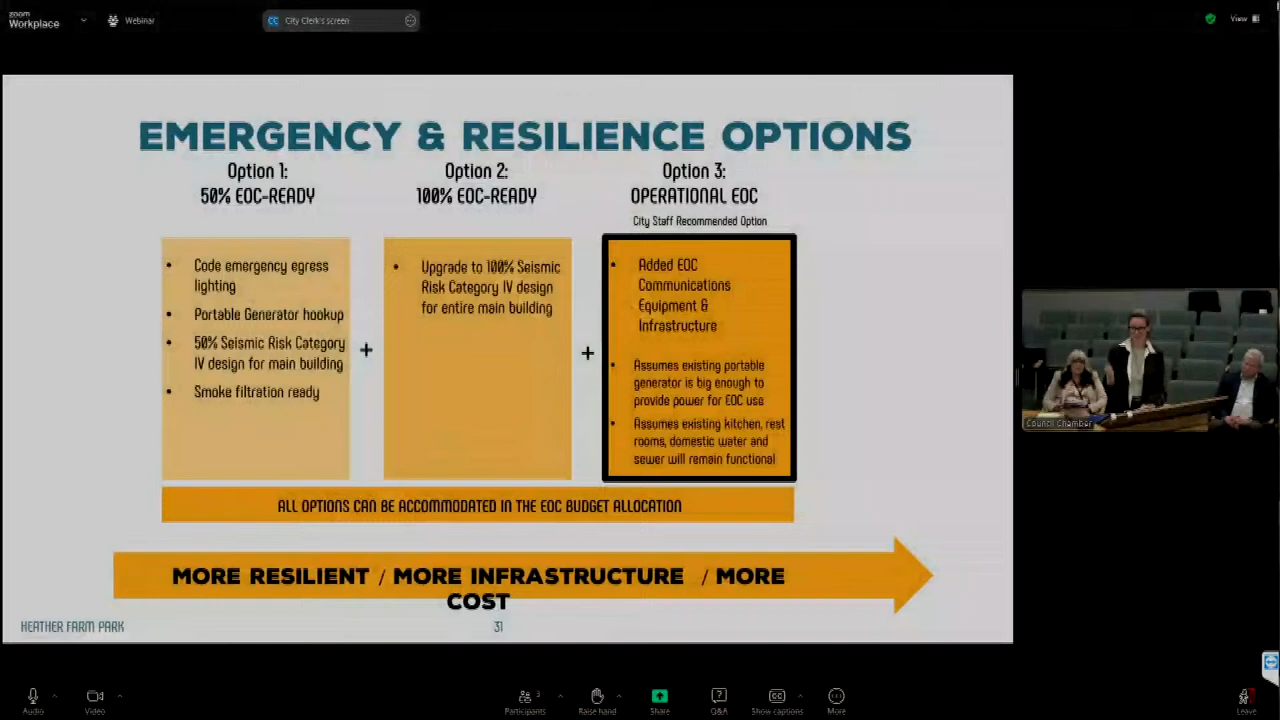 zoom
Workplace
Webinar
CC City Clerk's screen
View
EMERGENCY & RESILIENCE OPTIONS
Option 1:
50% EOC-READY
• Code emergency egress
lighting
• Portable Generator hookup
• 50% Seismic Risk Category
IV design for main building
• Smoke filtration ready
+
Option 2:
100% EOC-READY
• Upgrade to 100% Seismic
Risk Category IV design
for entire main building
+
Option 3:
OPERATIONAL EOC
City Staff Recommended Option
• Added EOC
Communications
Equipment &
Infrastructure
• Assumes existing portable
generator is big enough to
provide power for EOC use
• Assumes existing kitchen, rest
rooms, domestic water and
sewer will remain functional
ALL OPTIONS CAN BE ACCOMMODATED IN THE EOC BUDGET ALLOCATION
MORE RESILIENT / MORE INFRASTRUCTURE / MORE
COST
HEATHER FARM PARK
31
Council Chamber
Audio
Video
Participants
3
Raise hand
Share
Q&A
Show captions
More
Leave